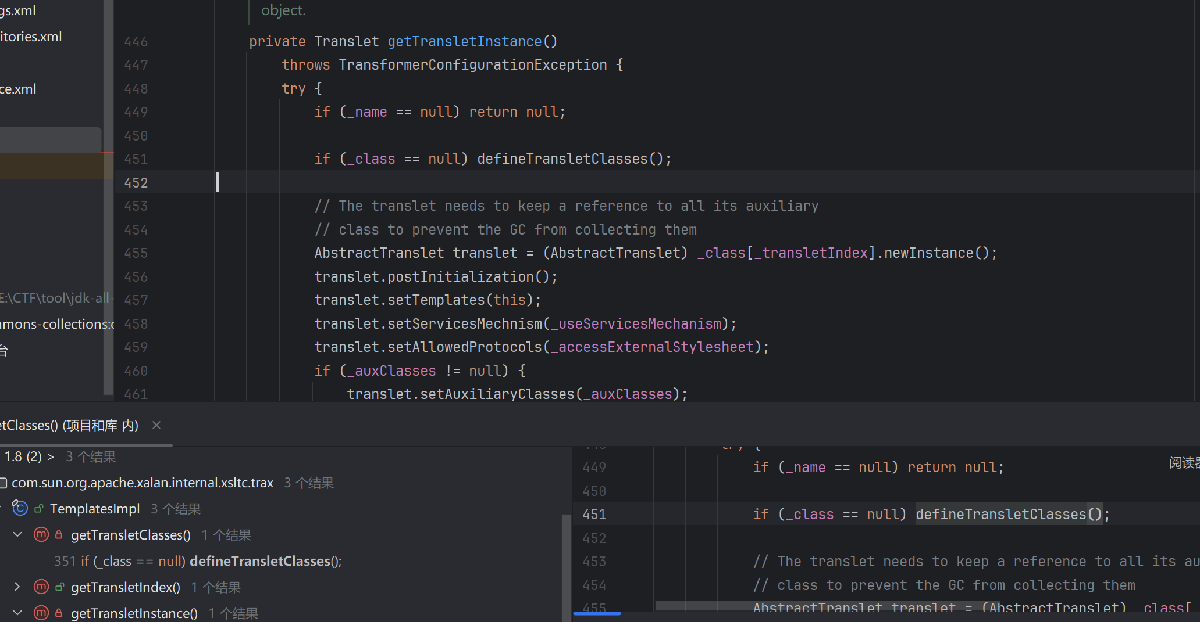 gs.xml
itories.xml
ce.xml
E:\CTF\tool\jdk-all-
mmons-collections:c
台
object.
446 private Translet getTransletInstance()
447 throws TransformerConfigurationException {
448 try {
449 if (_name == null) return null;
450
451 if (_class == null) defineTransletClasses();
452
453 // The translet needs to keep a reference to all its auxiliary
454 // class to prevent the GC from collecting them
455 AbstractTranslet translet = (AbstractTranslet) _class[_transletIndex].newInstance();
456 translet.postInitialization();
457 translet.setTemplates(this);
458 translet.setServicesMechnism(_useServicesMechanism);
459 translet.setAllowedProtocols(_accessExternalStylesheet);
460 if (_auxClasses != null) {
461 translet.setAuxiliaryClasses(_auxClasses);
etClasses() (项目和库 内) ×
1.8 (2) > 3 个结果
com.sun.org.apache.xalan.internal.xsltc.trax 3 个结果
TemplatesImpl 3 个结果
getTransletClasses() 1 个结果
351 if (_class == null) defineTransletClasses();
getTransletIndex() 1 个结果
getTransletInstance() 1 个结果
try {
449 if (_name == null) return null;
阅读器
450
451 if (_class == null) defineTransletClasses();
452
453 // The translet needs to keep a reference to all its au
454 // class to prevent the GC from collecting them
455 AbstractTranslet translet = (AbstractTranslet) _class[